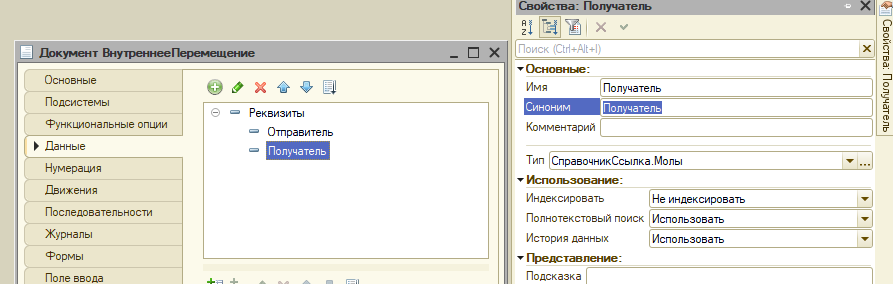 Документ ВнутреннееПеремещение
Основные
Подсистемы
Функциональные опции
Данные
Нумерация
Движения
Последовательности
Журналы
Формы
Поле ввода
Реквизиты
Отправитель
Получатель
Свойства: Получатель
Поиск (Ctrl+Alt+I)
Основные:
Имя Получатель
Синоним Получатель
Комментарий
Тип СправочникСсылка.Молы
Использование:
Индексировать Не индексировать
Полнотекстовый поиск Использовать
История данных Использовать
Представление:
Подсказка
Свойства: Получатель